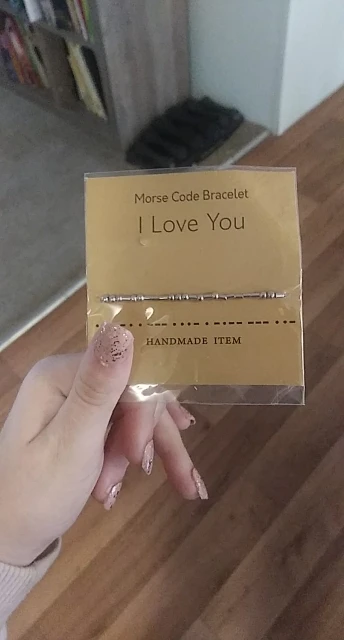 Morse Code Bracelet
I Love You
HANDMADE ITEM